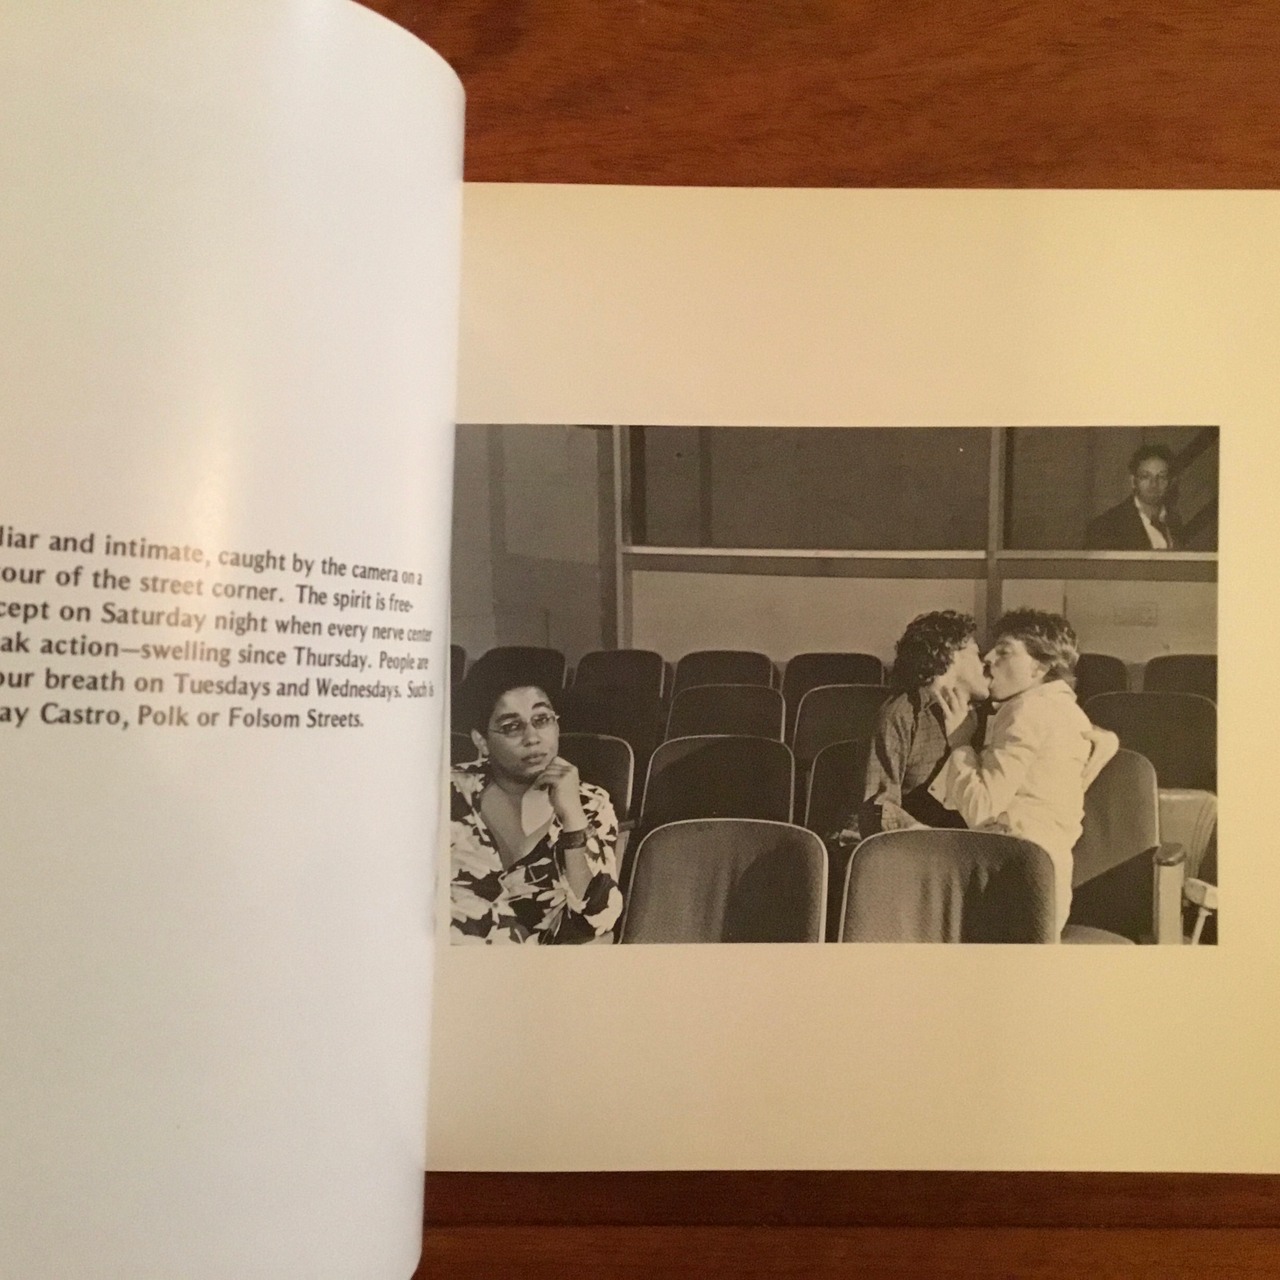 liar and intimate, caught by the camera on a
our of the street corner. The spirit is free-
cept on Saturday night when every nerve center
ak action—swelling since Thursday. People are
our breath on Tuesdays and Wednesdays. Such is
ay Castro, Polk or Folsom Streets.